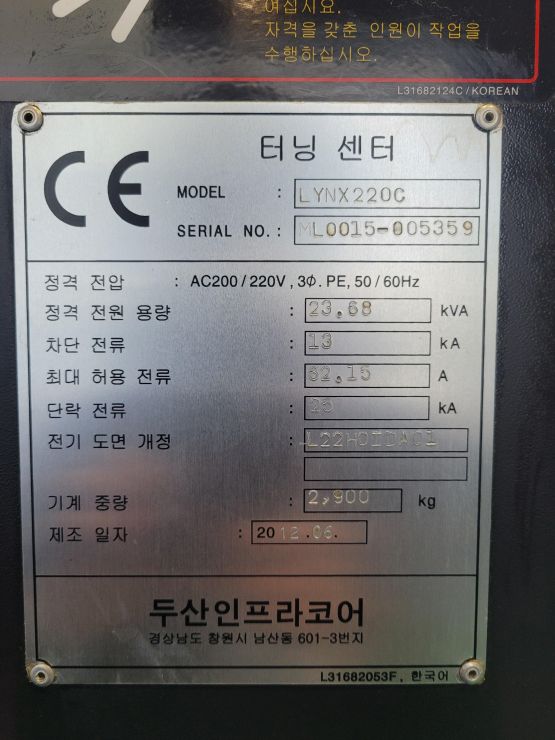 여십시요.
자격을 갖춘 인원이 작업을
수행하십시요.
L31682124C / KOREAN
CE
터닝 센터
MODEL : LYNX220C
SERIAL NO. : ML0015-005359
정격 전압 : AC200 / 220V , 3Φ. PE, 50 / 60Hz
정격 전원 용량 : 23.68 kVA
차단 전류 : 13 kA
최대 허용 전류 : 62.15 A
단락 전류 : 25 kA
전기 도면 개정 :
기계 중량 : 2,900 kg
제조 일자 : 2012.06.
두산인프라코어
경상남도 창원시 남산동 601-3번지
L31682053F , 한국어